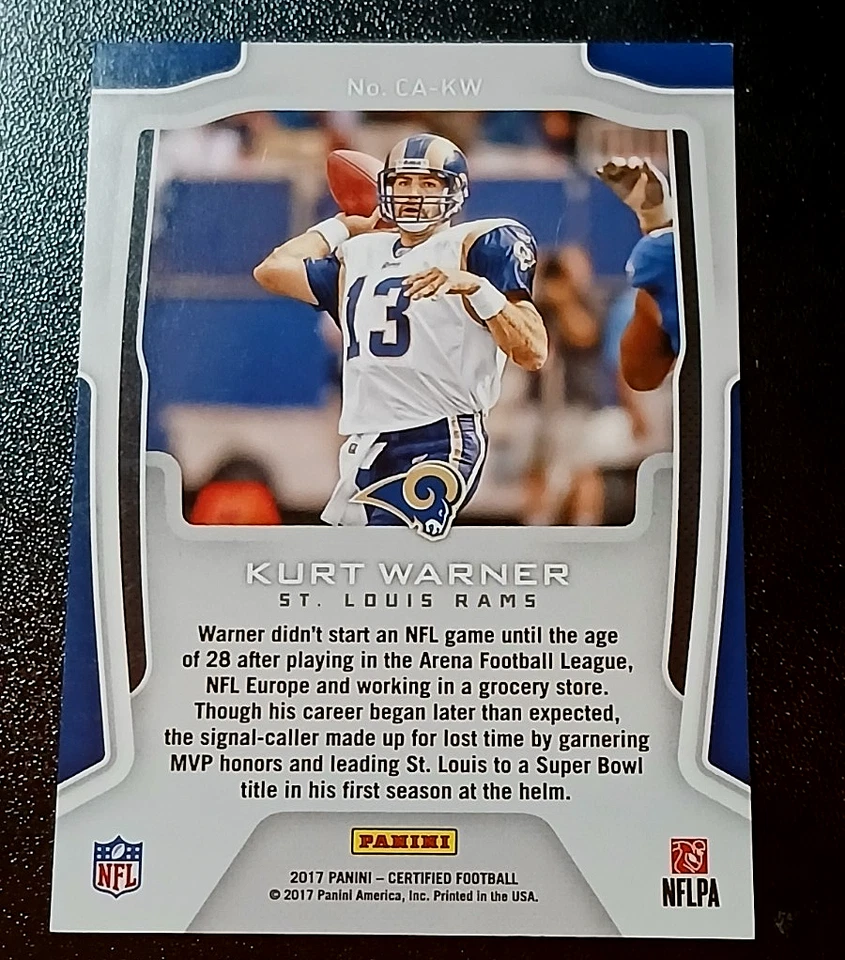 No. CA-KW
13
KURT WARNER
ST. LOUIS RAMS
Warner didn't start an NFL game until the age
of 28 after playing in the Arena Football League,
NFL Europe and working in a grocery store.
Though his career began later than expected,
the signal-caller made up for lost time by garnering
MVP honors and leading St. Louis to a Super Bowl
title in his first season at the helm.
PANINI
NFL
2017 PANINI – CERTIFIED FOOTBALL
© 2017 Panini America, Inc. Printed in the USA.
NFLPA